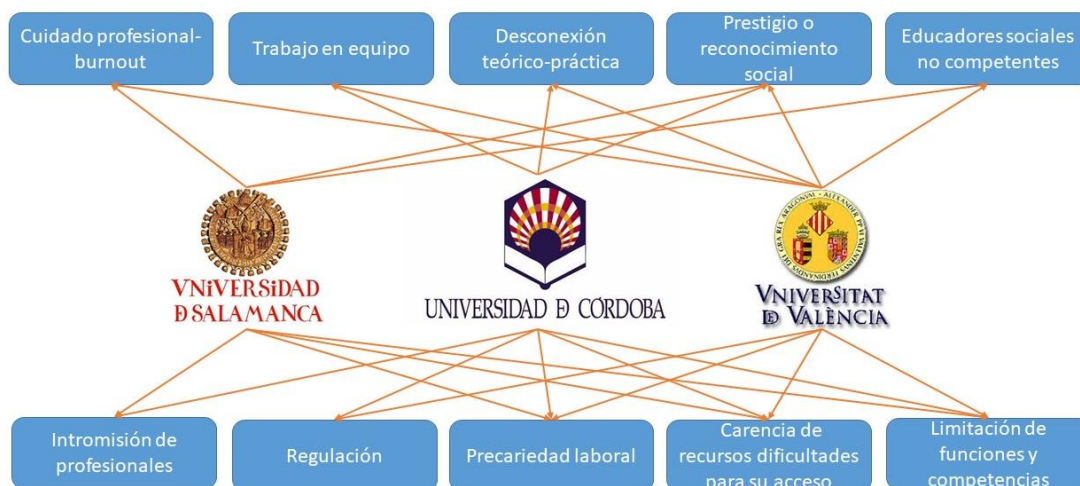 Cuidado profesional-
burnout
Trabajo en equipo
Desconexión
teórico-práctica
Prestigio o
reconocimiento
social
Educadores sociales
no competentes
VNiVERSiDAD
Ð SALAMANCA
UNIVERSIDAD Ð CÓRDOBA
VNIVERSITAT
Ð VALÈNCIA
Intromisión de
profesionales
Regulación
Precariedad laboral
Carencia de
recursos dificultades
para su acceso
Limitación de
funciones y
competencias